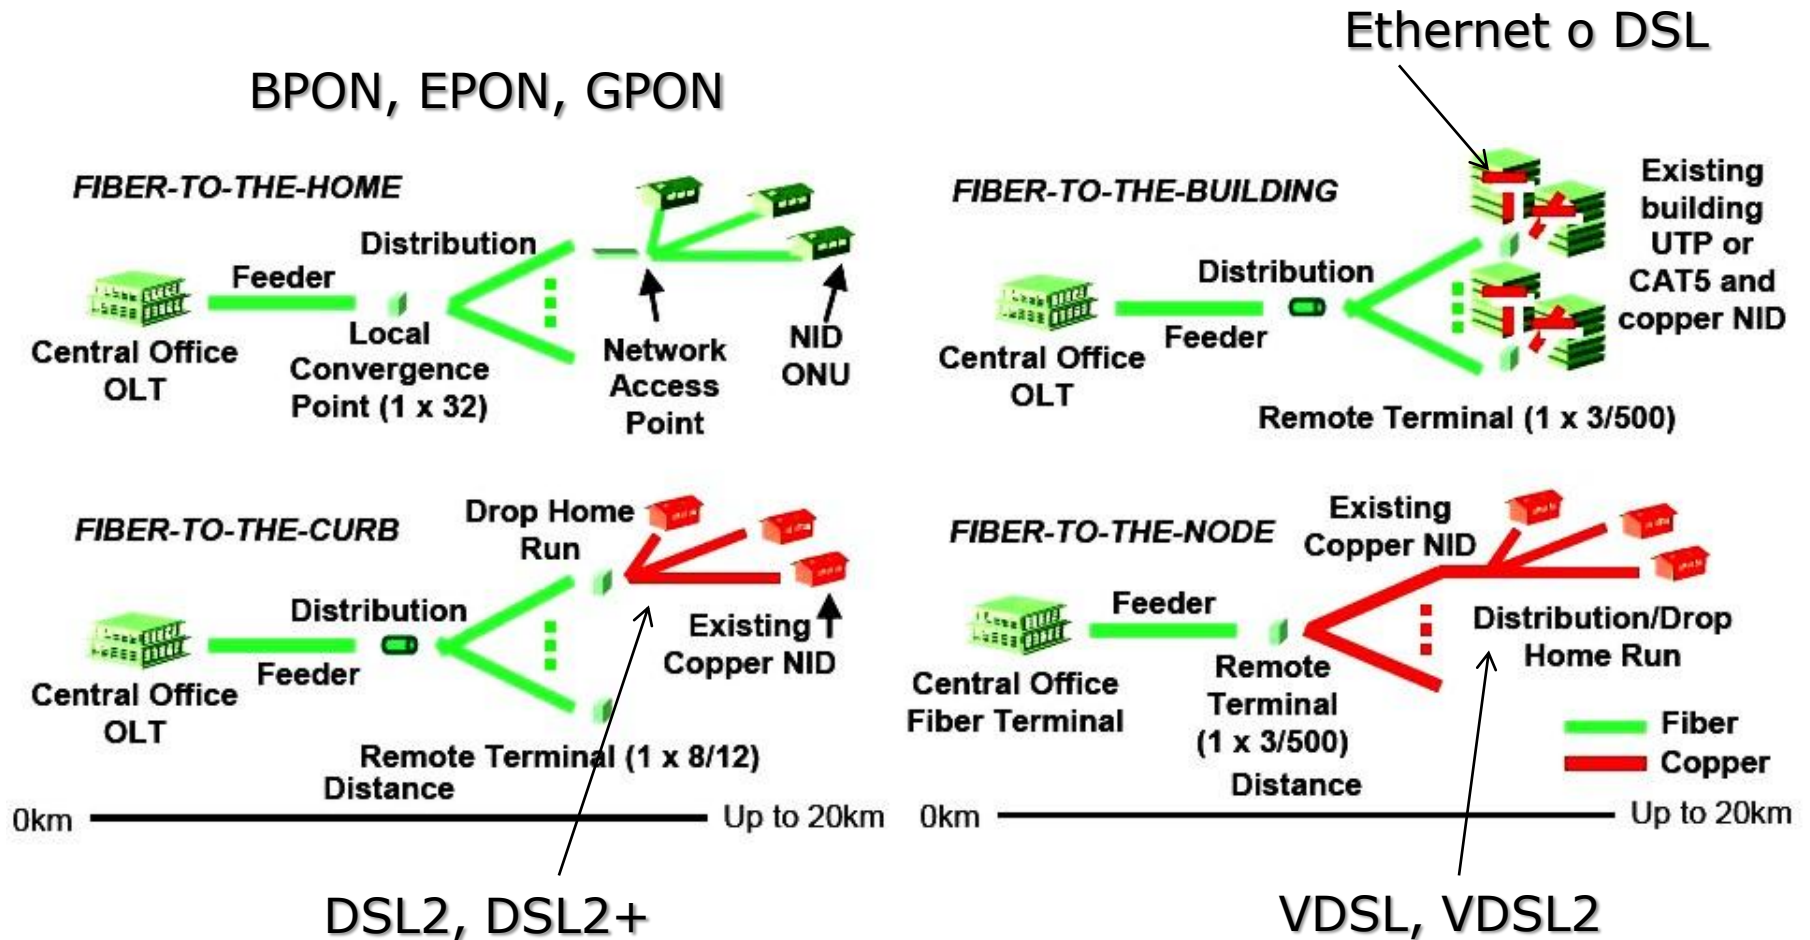 BPON, EPON, GPON
FIBER-TO-THE-HOME
Distribution
Feeder
Central Office
OLT
Local
Convergence
Point (1 x 32)
Network
Access
Point
NID
ONU
Ethernet o DSL
FIBER-TO-THE-BUILDING
Existing
building
UTP or
CAT5 and
copper NID
Distribution
Feeder
Central Office
OLT
Remote Terminal (1 x 3/500)
FIBER-TO-THE-CURB
Drop Home
Run
Distribution
Feeder
Existing
Copper NID
Central Office
OLT
Remote Terminal (1 x 8/12)
Distance
0km
Up to 20km
DSL2, DSL2+
FIBER-TO-THE-NODE
Existing
Copper NID
Feeder
Distribution/Drop
Home Run
Central Office
Fiber Terminal
Remote
Terminal
(1 x 3/500)
Fiber
Copper
Distance
0km
Up to 20km
VDSL, VDSL2